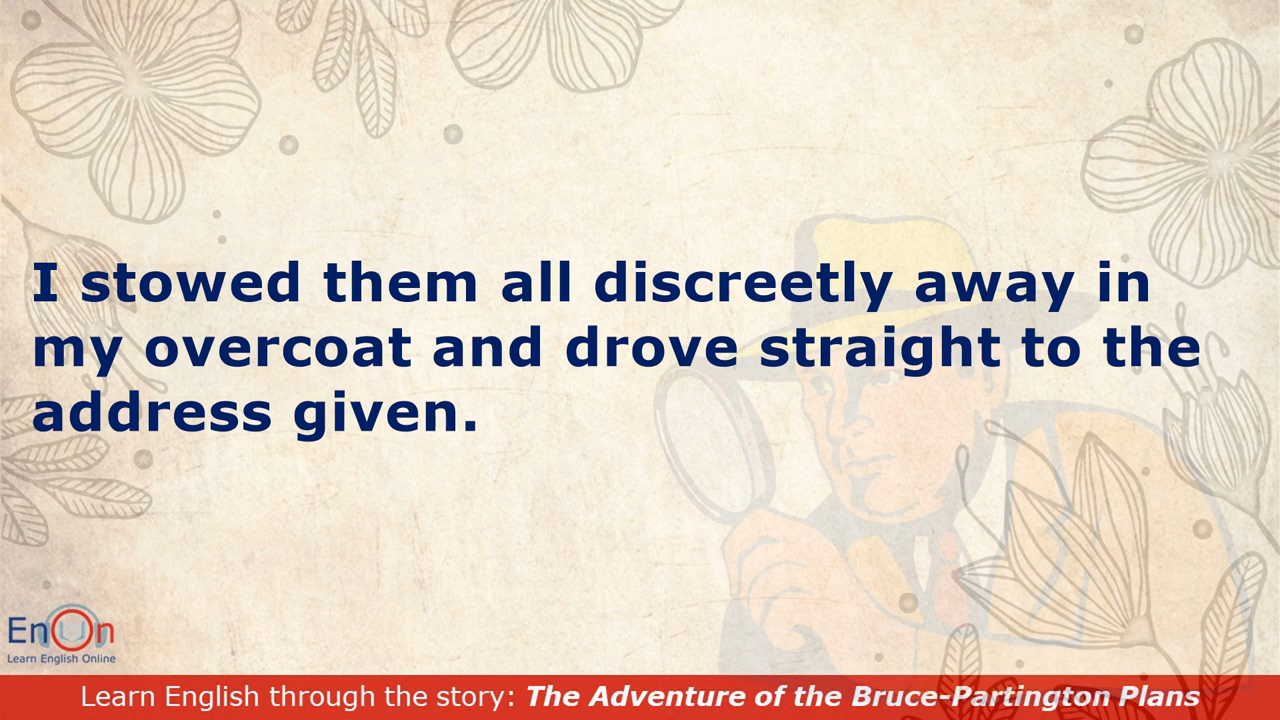 I stowed them all discreetly away in
my overcoat and drove straight to the
address given.
EnOn
Learn English Online
Learn English through the story: The Adventure of the Bruce-Partington Plans